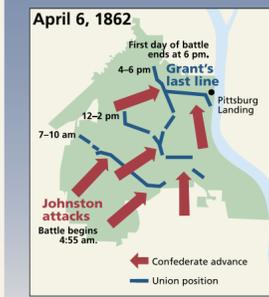 April 6, 1862
First day of battle
ends at 6 pm.
4–6 pm
Grant's
last line
Pittsburg
Landing
12–2 pm
7–10 am
Johnston
attacks
Battle begins
4:55 am.
Confederate advance
Union position